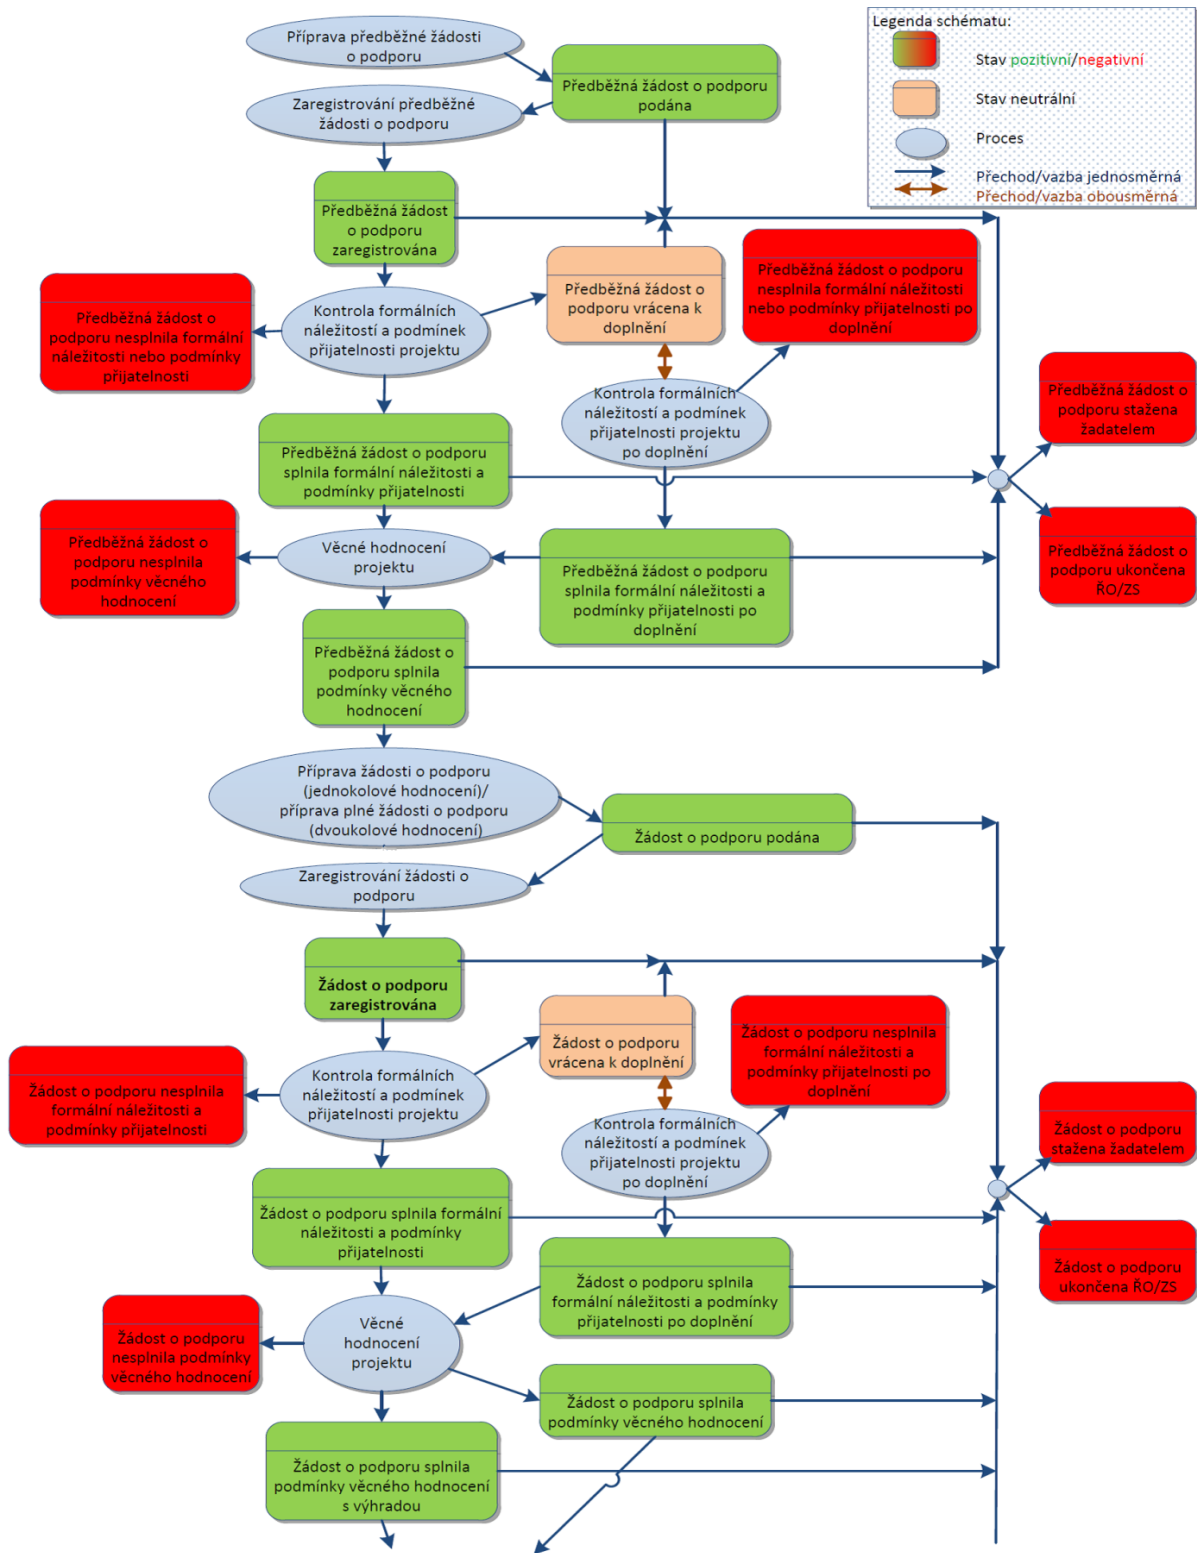 Legenda schématu:
Stav pozitivní/negativní
Stav neutrální
Proces
Přechod/vazba jednosměrná
Přechod/vazba obousměrná
Příprava předběžné žádosti
o podporu
Předběžná žádost o podporu
podána
Zaregistrování předběžné
žádosti o podporu
Předběžná žádost
o podporu
zaregistrována
Předběžná žádost o
podporu nesplnila formální
náležitosti nebo podmínky
přijatelnosti
Kontrola formálních
náležitostí a podmínek
přijatelnosti projektu
Předběžná žádost o
podporu vrácena k
doplnění
Předběžná žádost o podporu
nesplnila formální náležitosti
nebo podmínky přijatelnosti po
doplnění
Kontrola formálních
náležitostí a podmínek
přijatelnosti projektu
po doplnění
Předběžná žádost o
podporu stažena
žadatelem
Předběžná žádost o podporu
splnila formální náležitosti a
podmínky přijatelnosti
Předběžná žádost o
podporu nesplnila
podmínky věcného
hodnocení
Věcné hodnocení
projektu
Předběžná žádost o podporu
splnila formální náležitosti a
podmínky přijatelnosti po
doplnění
Předběžná žádost o
podporu ukončena
ŘO/ZS
Předběžná žádost o
podporu splnila
podmínky věcného
hodnocení
Příprava žádosti o podporu
(jednokolové hodnocení)/
příprava plné žádosti o podporu
(dvoukolové hodnocení)
Žádost o podporu podána
Zaregistrování žádosti o
podporu
Žádost o podporu
zaregistrována
Žádost o podporu
vrácena k doplnění
Žádost o podporu nesplnila
formální náležitosti a
podmínky přijatelnosti po
doplnění
Žádost o podporu nesplnila
formální náležitosti a
podmínky přijatelnosti
Kontrola formálních
náležitostí a podmínek
přijatelnosti projektu
Kontrola formálních
náležitostí a podmínek
přijatelnosti projektu
po doplnění
Žádost o podporu
stažena žadatelem
Žádost o podporu splnila formální
náležitosti a podmínky
přijatelnosti
Žádost o podporu splnila
formální náležitosti a podmínky
přijatelnosti po doplnění
Žádost o podporu
ukončena ŘO/ZS
Žádost o podporu
nesplnila podmínky
věcného hodnocení
Věcné
hodnocení
projektu
Žádost o podporu splnila
podmínky věcného hodnocení
Žádost o podporu splnila
podmínky věcného hodnocení
s výhradou